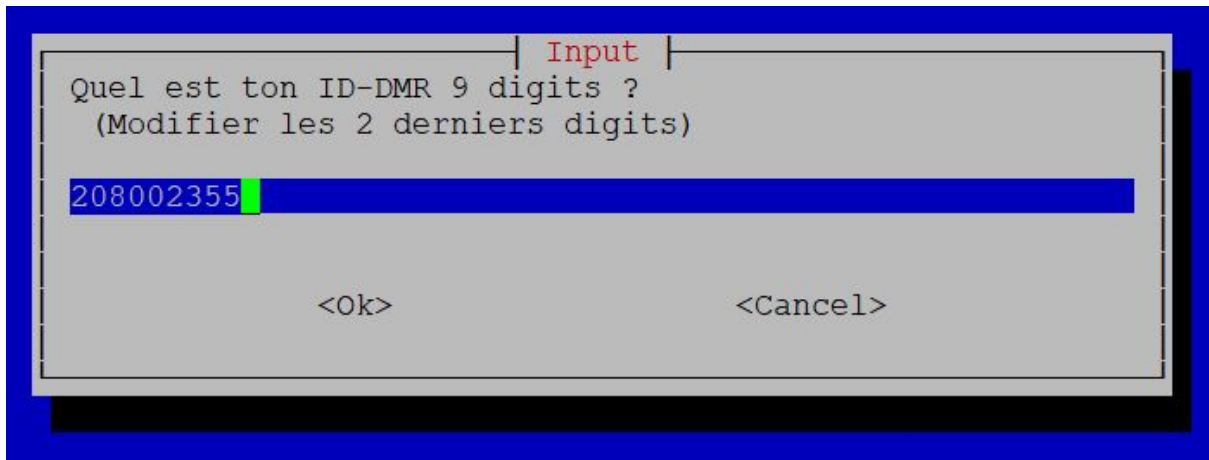 Input
Quel est ton ID-DMR 9 digits ?
(Modifier les 2 derniers digits)
208002355
<Ok> <Cancel>